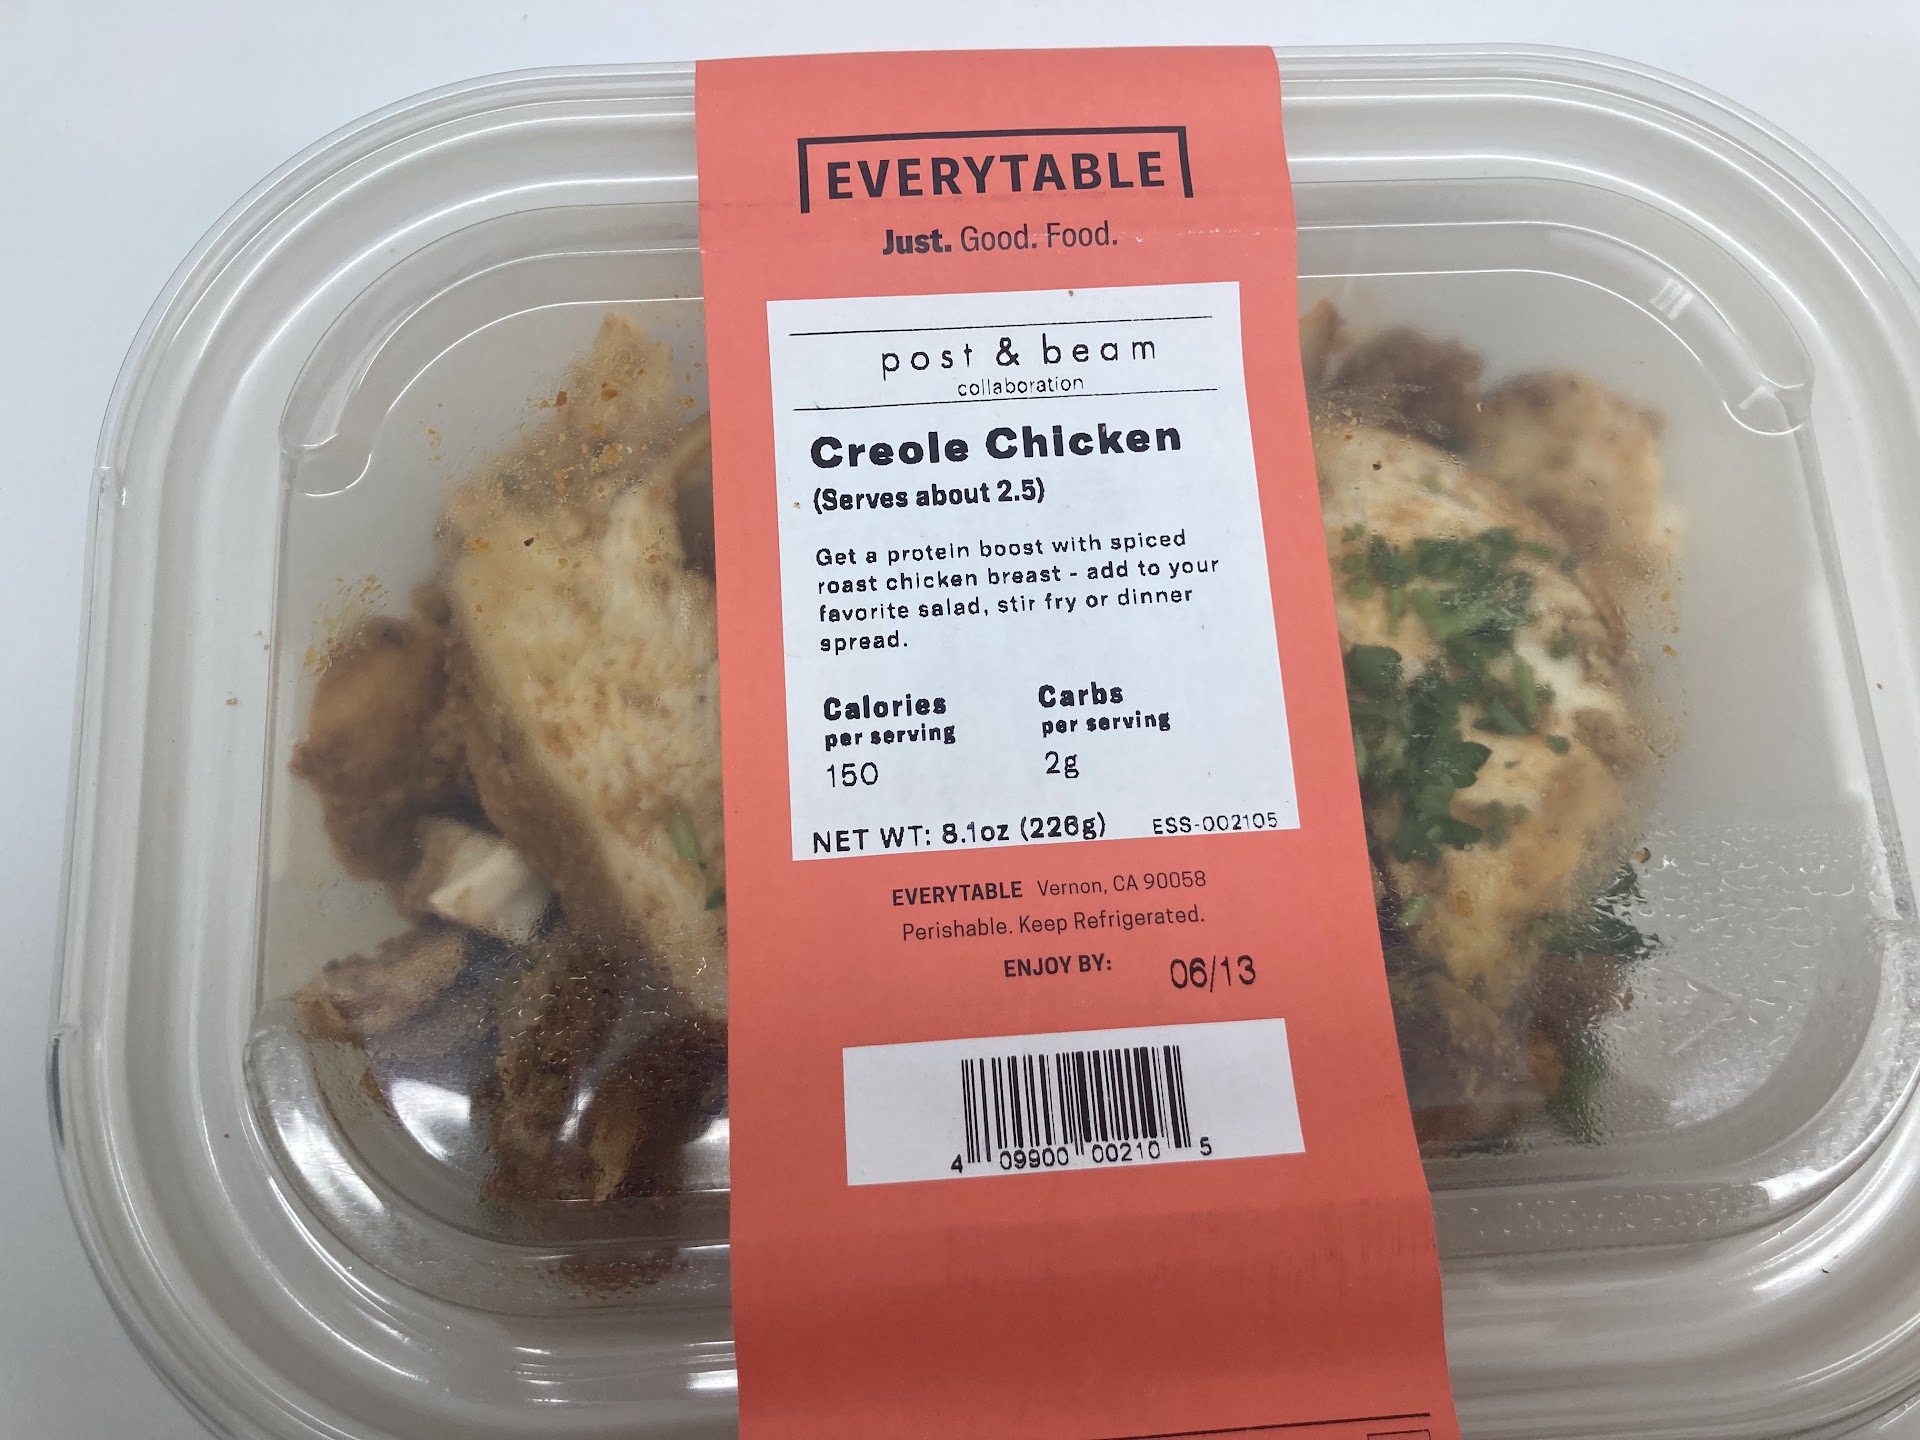 EVERYTABLE
Just. Good. Food.
post & beam
collaboration
Creole Chicken
(Serves about 2.5)
Get a protein boost with spiced
roast chicken breast - add to your
favorite salad, stir fry or dinner
spread.
Calories
per serving
150
Carbs
per serving
2g
NET WT: 8.1oz (226g) ESS-002105
EVERYTABLE Vernon, CA 90058
Perishable. Keep Refrigerated.
ENJOY BY: 06/13
4 09900 00210 5